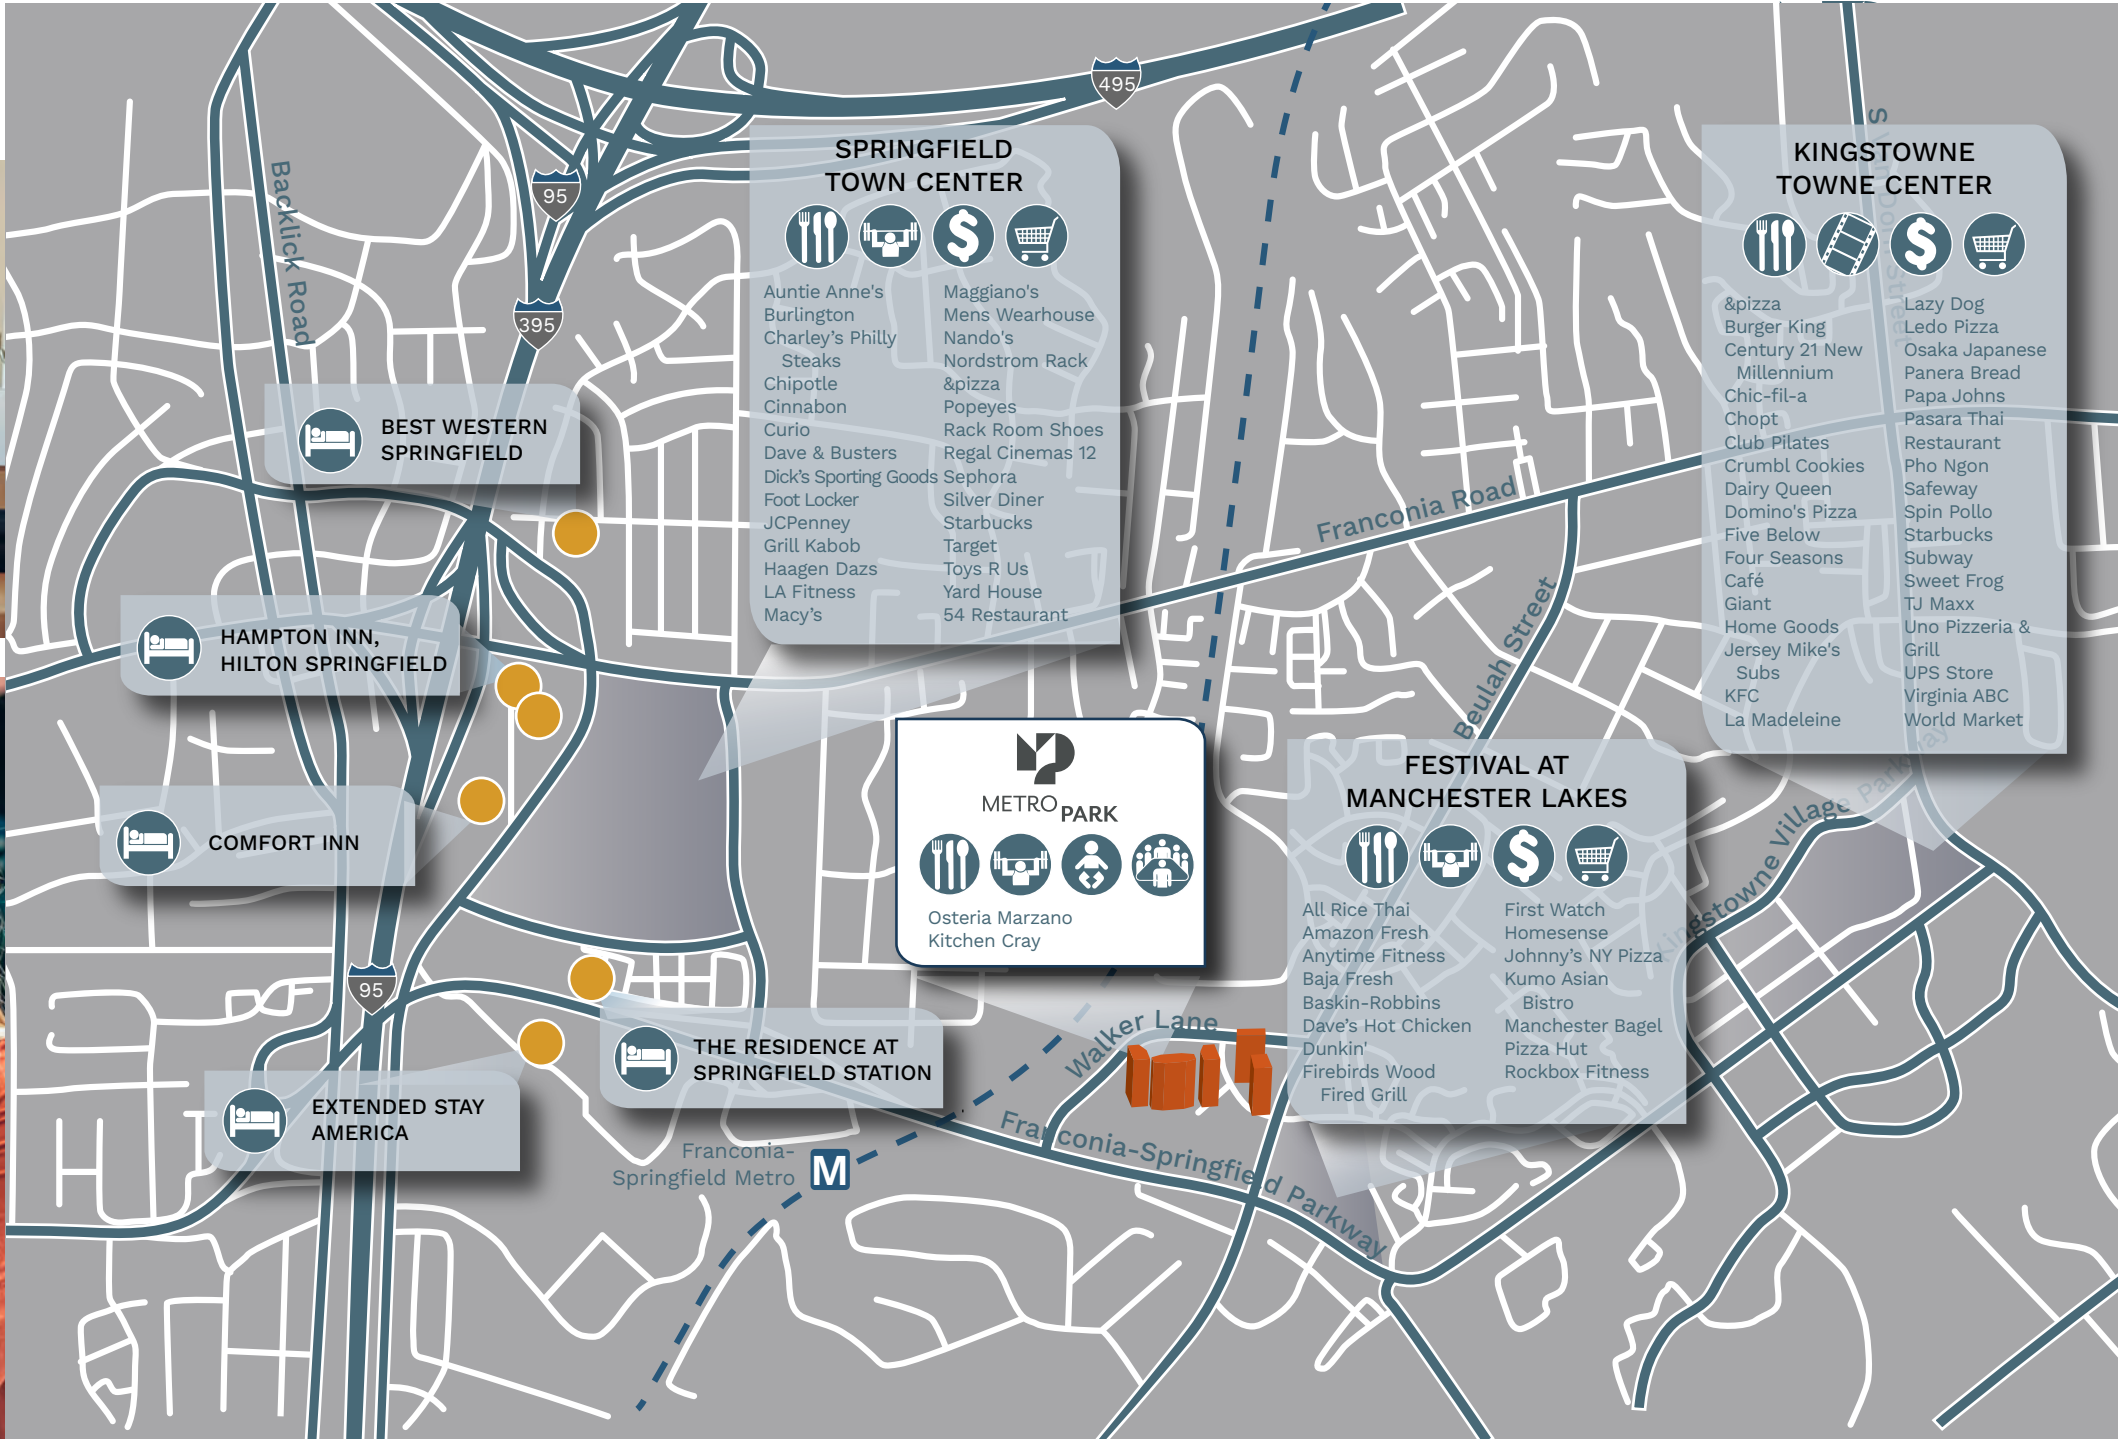 495
95
395
Backlick Road
SPRINGFIELD
TOWN CENTER
Auntie Anne's
Burlington
Charley's Philly
Steaks
Chipotle
Cinnabon
Curio
Dave & Busters
Dick's Sporting Goods
Foot Locker
JCPenney
Grill Kabob
Haagen Dazs
LA Fitness
Macy's
Maggiano's
Mens Wearhouse
Nando's
Nordstrom Rack
&pizza
Popeyes
Rack Room Shoes
Regal Cinemas 12
Sephora
Silver Diner
Starbucks
Target
Toys R Us
Yard House
54 Restaurant
KINGSTOWNE
TOWNE CENTER
&pizza
Burger King
Century 21 New
Millennium
Chic-fil-a
Chopt
Club Pilates
Crumbl Cookies
Dairy Queen
Domino's Pizza
Five Below
Four Seasons
Café
Giant
Home Goods
Jersey Mike's
Subs
KFC
La Madeleine
Lazy Dog
Ledo Pizza
Osaka Japanese
Panera Bread
Papa Johns
Pasara Thai
Restaurant
Pho Ngon
Safeway
Spin Pollo
Starbucks
Subway
Sweet Frog
TJ Maxx
Uno Pizzeria &
Grill
UPS Store
Virginia ABC
World Market
BEST WESTERN
SPRINGFIELD
Franconia Road
Beulah Street
HAMPTON INN,
HILTON SPRINGFIELD
METRO PARK
Osteria Marzano
Kitchen Cray
FESTIVAL AT
MANCHESTER LAKES
All Rice Thai
Amazon Fresh
Anytime Fitness
Baja Fresh
Baskin-Robbins
Dave's Hot Chicken
Dunkin'
Firebirds Wood
Fired Grill
First Watch
Homesense
Johnny's NY Pizza
Kumo Asian
Bistro
Manchester Bagel
Pizza Hut
Rockbox Fitness
Kingstowne Village Parkway
COMFORT INN
95
Walker Lane
THE RESIDENCE AT
SPRINGFIELD STATION
EXTENDED STAY
AMERICA
Franconia-
Springfield Metro
M
Franconia-Springfield Parkway